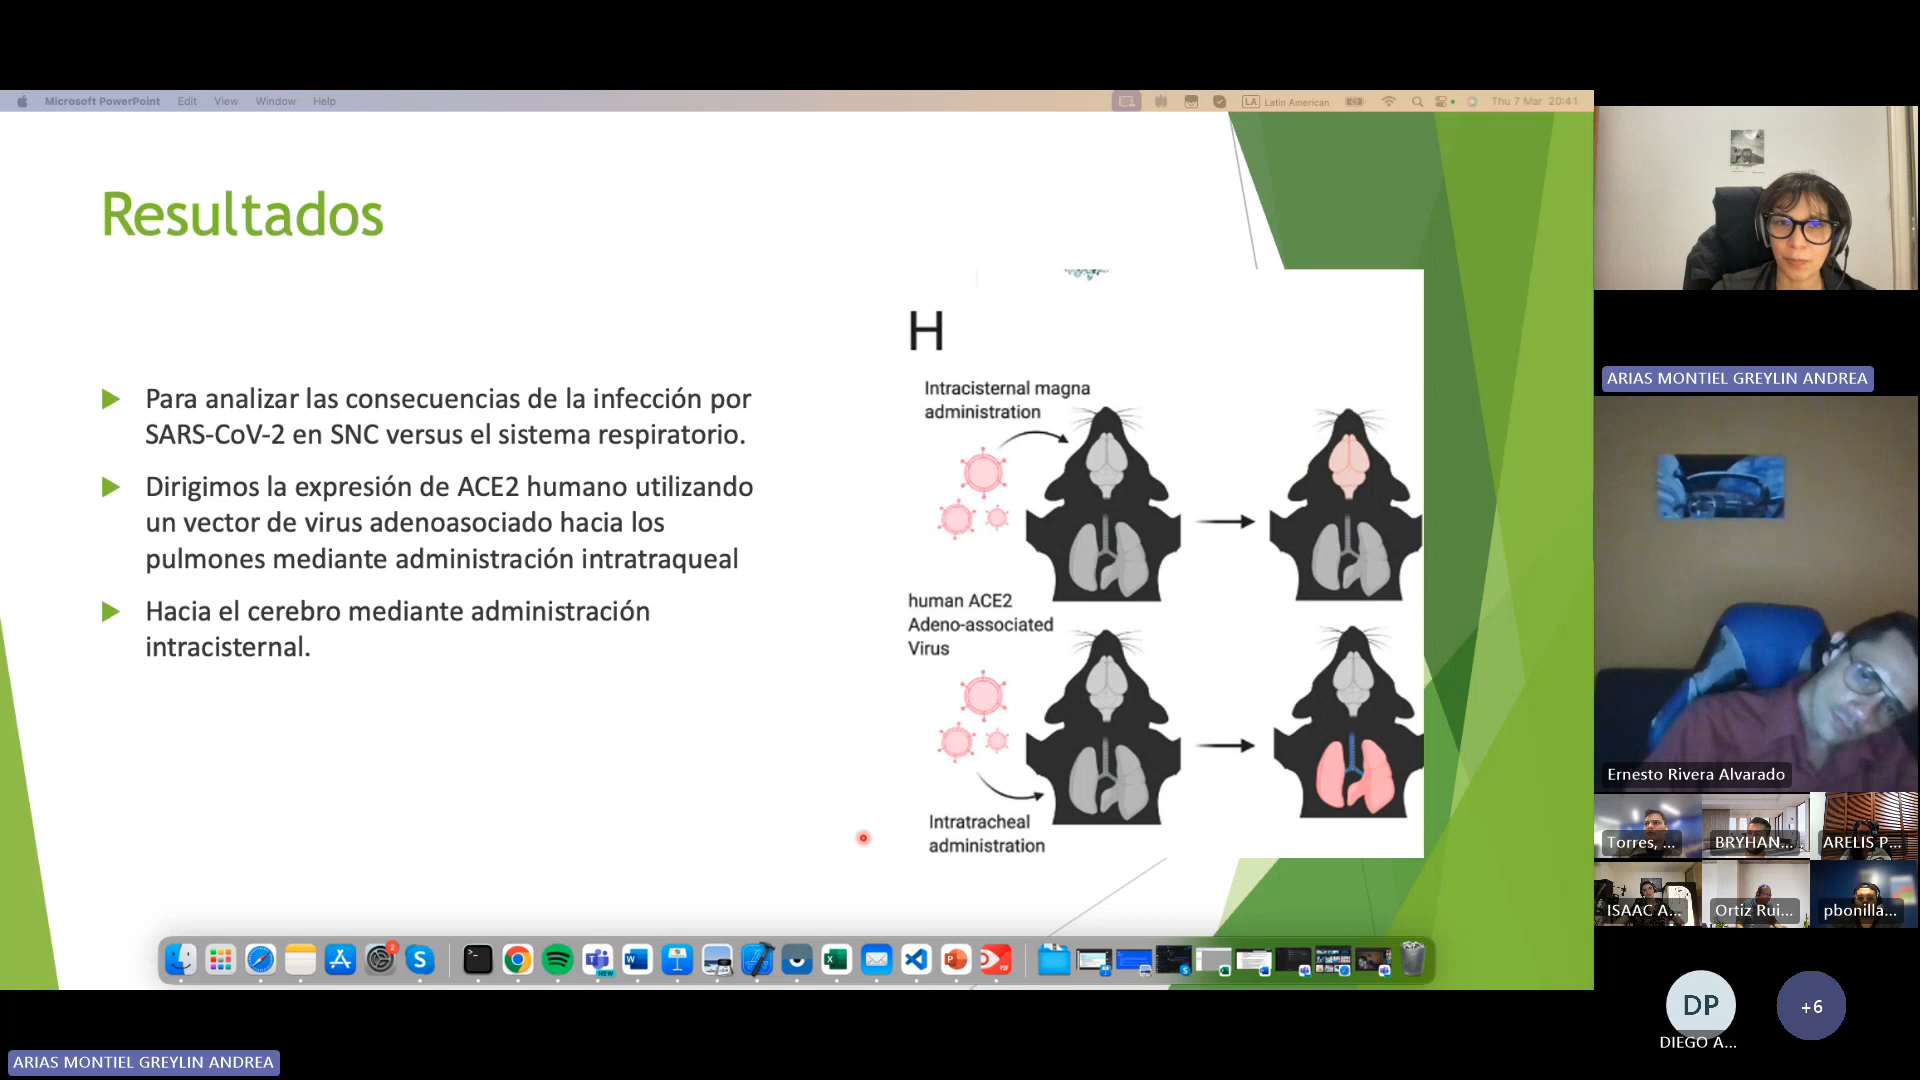 Microsoft PowerPoint Edit View Window Help
LA Latin American Thu 7 Mar 20:41
Resultados
Para analizar las consecuencias de la infección por
SARS-CoV-2 en SNC versus el sistema respiratorio.
Dirigimos la expresión de ACE2 humano utilizando
un vector de virus adenoasociado hacia los
pulmones mediante administración intratraqueal
Hacia el cerebro mediante administración
intracisternal.
H
Intracisternal magna
administration
human ACE2
Adeno-associated
Virus
Intratracheal
administration
ARIAS MONTIEL GREYLIN ANDREA
Ernesto Rivera Alvarado
Torres, ...
BRYHAN...
ARELIS P...
ISAAC A...
Ortiz Rui...
pbonilla...
DP
DIEGO A...
+6
2
NEW
ARIAS MONTIEL GREYLIN ANDREA